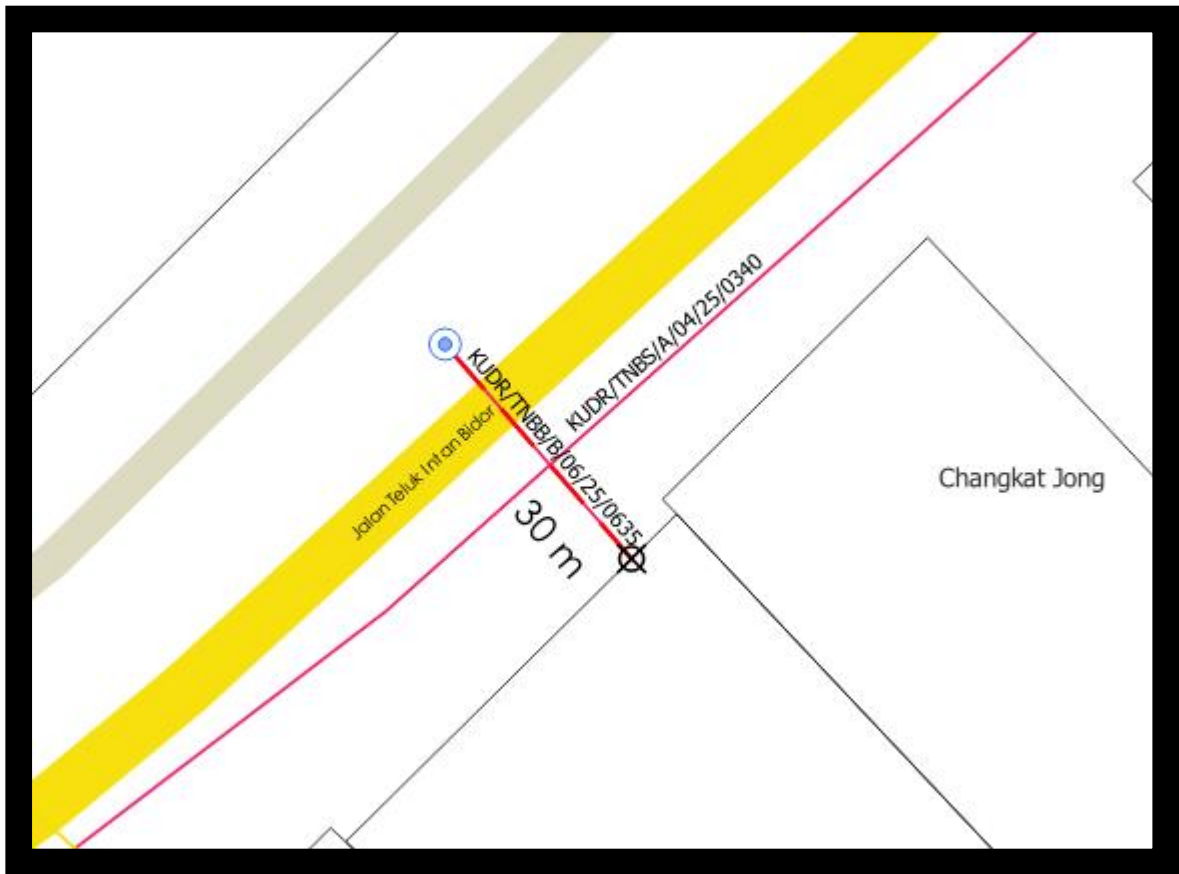 KUDR/TNBS/A/04/25/0340
KUDR/TNBB/B/06/25/0635
Jalan Teluk Intan Bidor
30 m
Changkat Jong